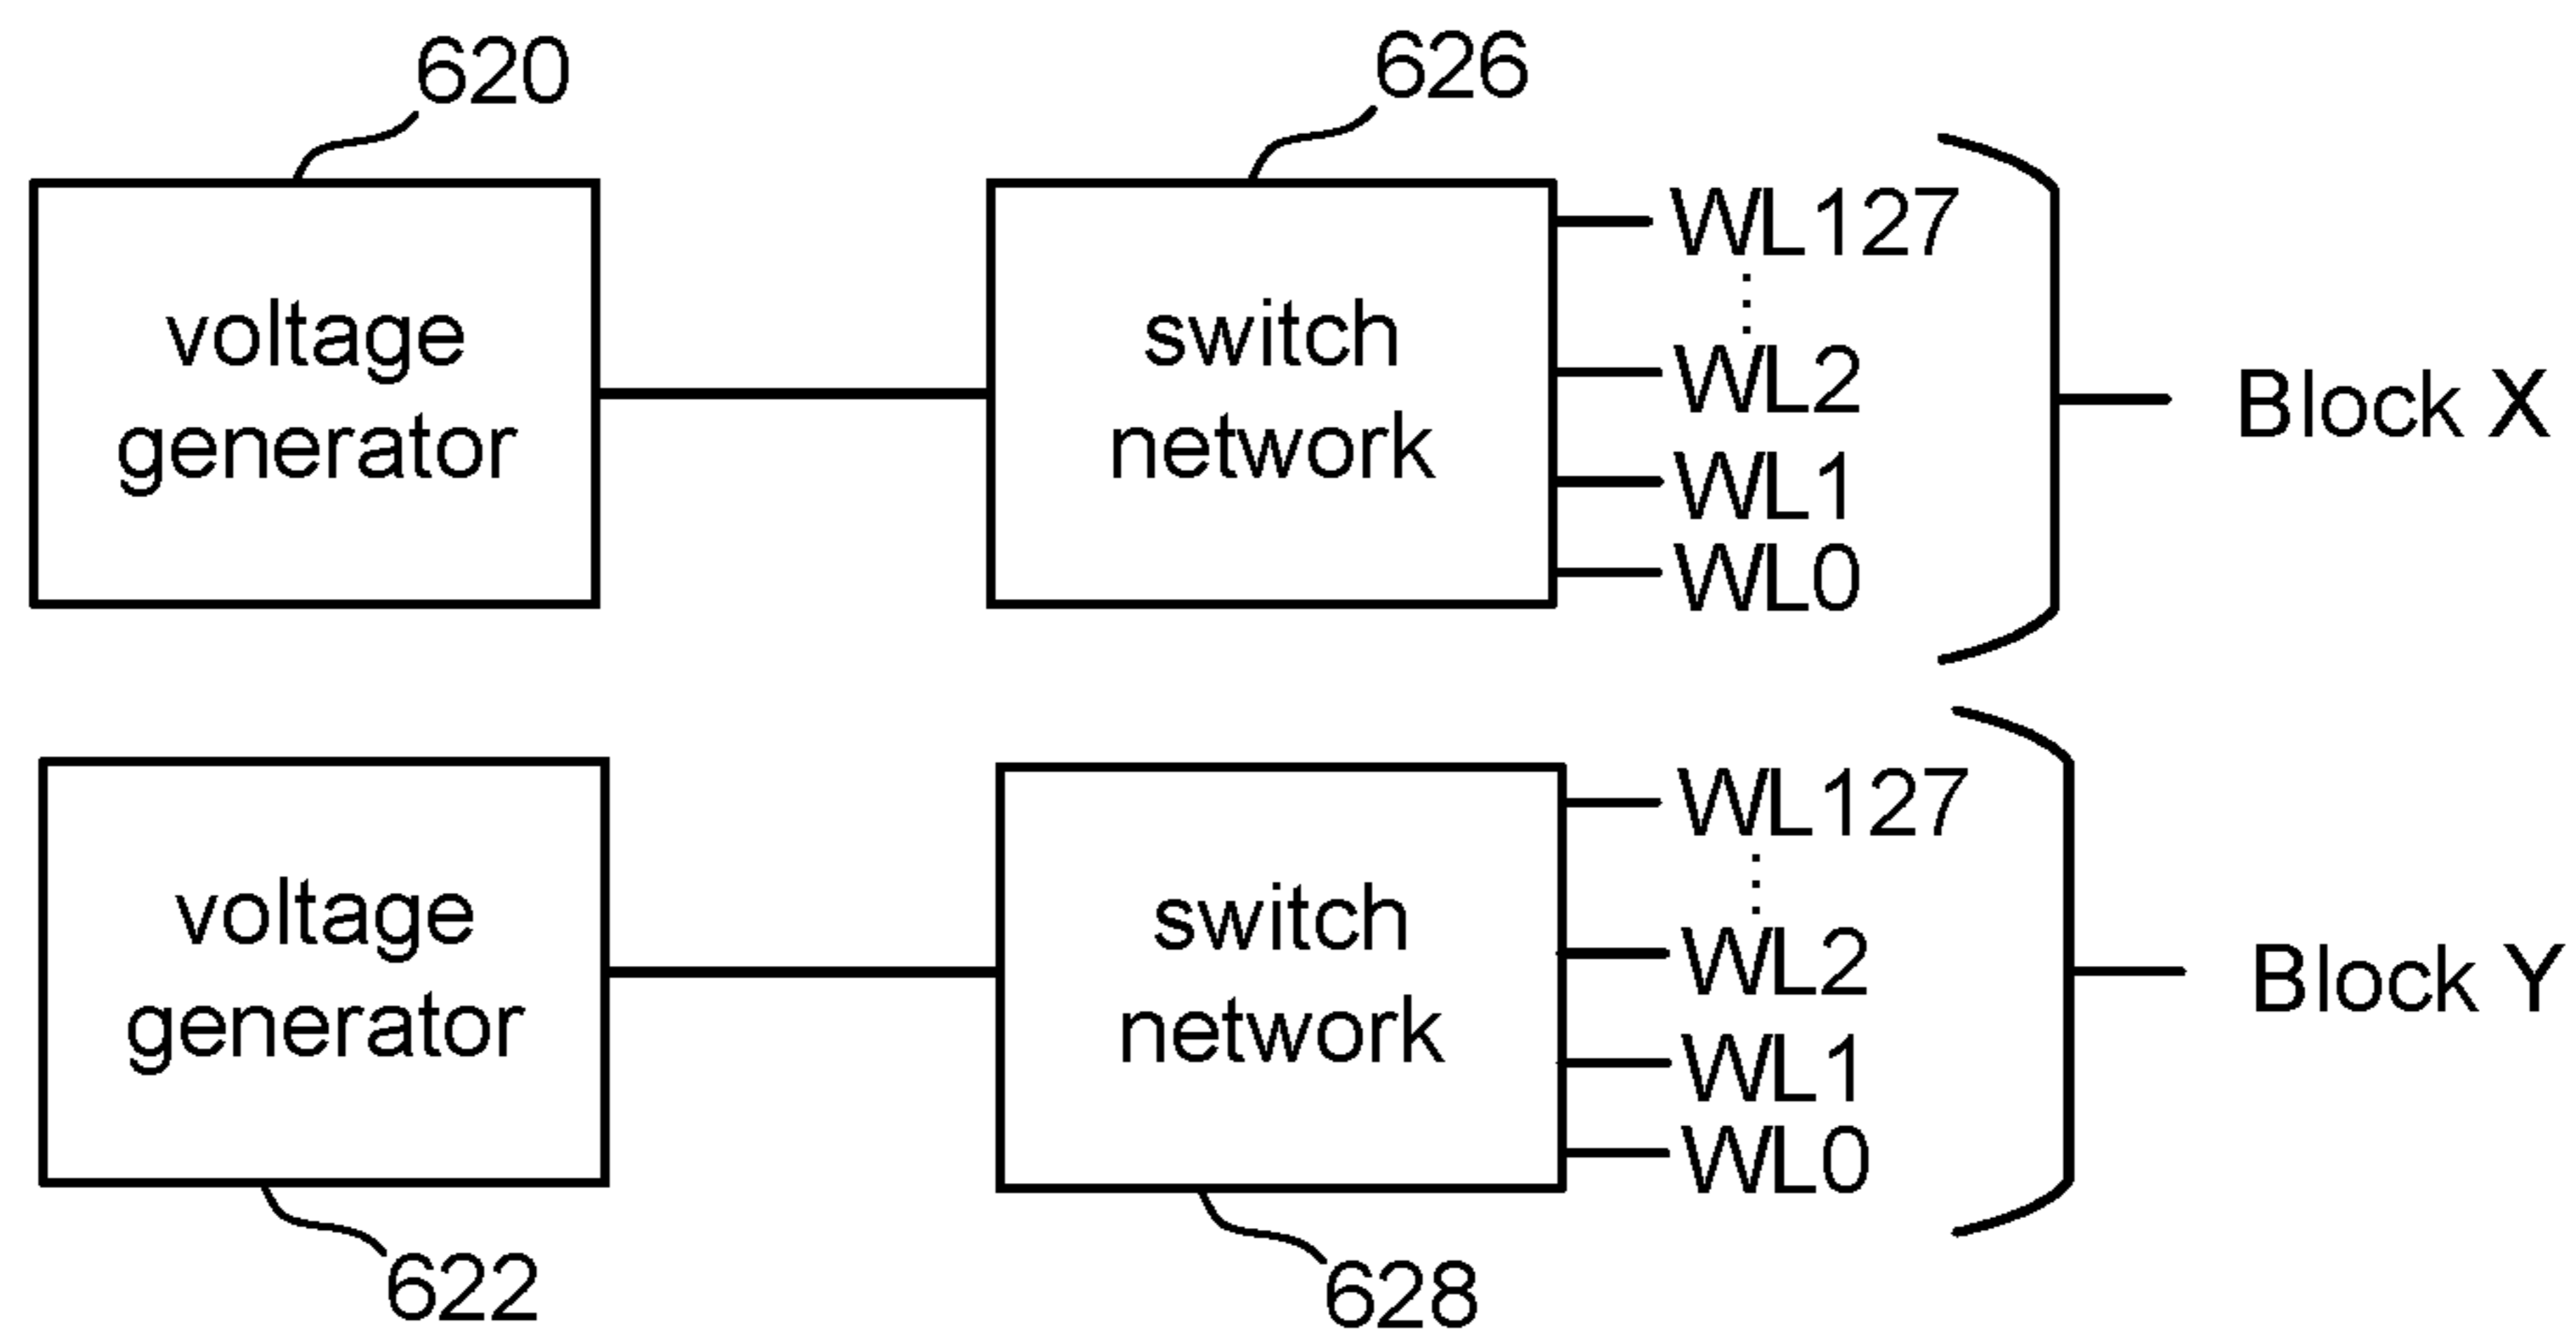 620
626
voltage
generator
switch
network
WL127
WL2
WL1
WL0
Block X
voltage
generator
switch
network
WL127
WL2
WL1
WL0
Block Y
622
628